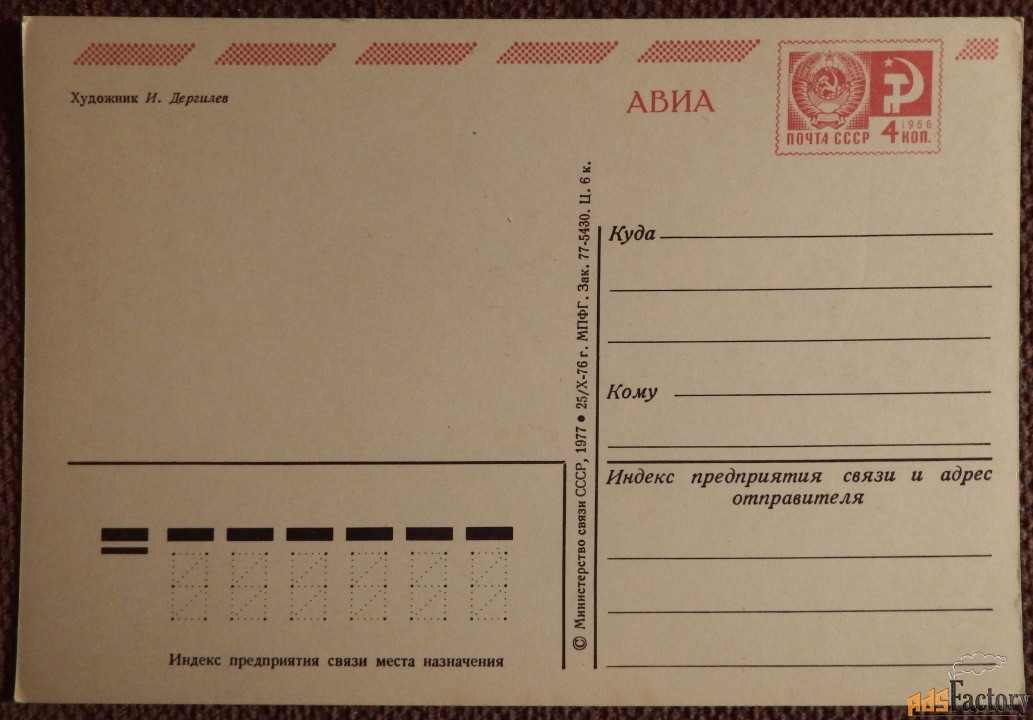 Художник И. Дергилев
АВИА
1966
ПОЧТА СССР 4 КОП.
Куда
Кому
Индекс предприятия связи и адрес
отправителя
© Министерство связи СССР, 1977 • 25/X-76 г. МПФГ. Зак. 77-5430. Ц. 6 к.
Индекс предприятия связи места назначения
AdsFactory